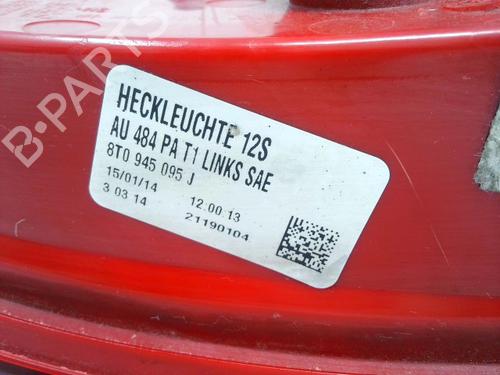 B-PARTS
HECKLEUCHTE 12S
AU 484 PA T1 LINKS SAE
8T0 945 095 J
15/01/14 12.00.13
3 03 14 21190104